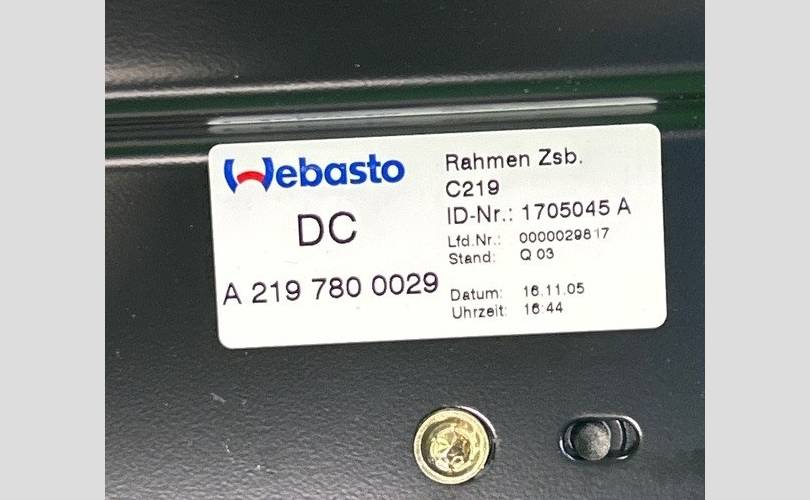 Webasto
DC
A 219 780 0029
Rahmen Zsb.
C219
ID-Nr.: 1705045 A
Lfd.Nr.: 0000029817
Stand: Q 03
Datum: 16.11.05
Uhrzeit: 16:44